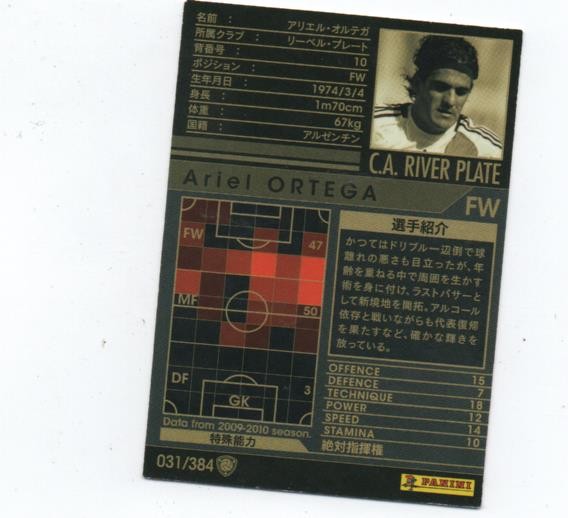 名前 : アリエル・オルテガ
所属クラブ : リーベル・プレート
背番号 : 10
ポジション : FW
生年月日 : 1974/3/4
身長 : 1m70cm
体重 : 67kg
国籍 : アルゼンチン
C.A. RIVER PLATE
Ariel ORTEGA
FW
FW 47
MF 50
DF 3
GK
Data from 2009-2010 season.
選手紹介
かつてはドリブル一辺倒で球
離れの悪さも目立ったが、年
齢を重ねる中で周囲を生かす
術を身に付け、ラストパサーと
して新境地を開拓。アルコール
依存と戦いながらも代表復帰
を果たすなど、確かな輝きを
放っている。
OFFENCE 15
DEFENCE 7
TECHNIQUE 18
POWER 12
SPEED 14
STAMINA 10
特殊能力 絶対指揮権
031/384
PANINI